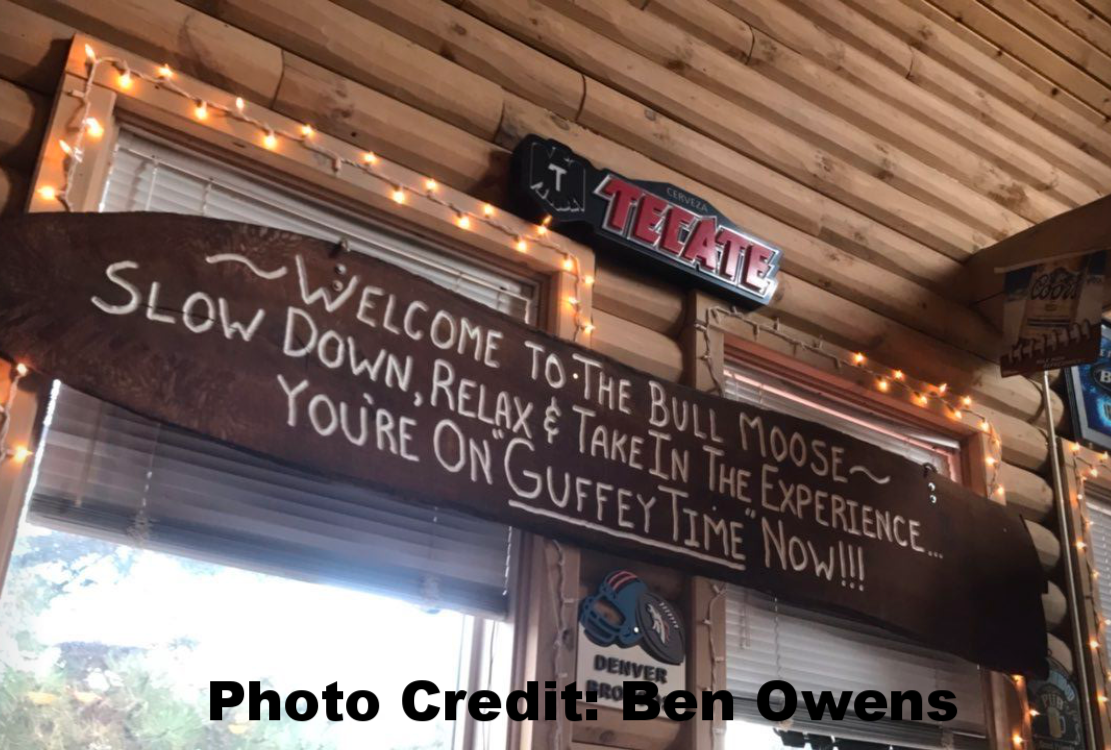 T
CERVEZA
TECATE
Coors
~WELCOME TO THE BULL MOOSE~
SLOW DOWN, RELAX & TAKE IN THE EXPERIENCE...
YOU'RE ON "GUFFEY TIME" NOW!!!
DENVER
Photo Credit: Ben Owens